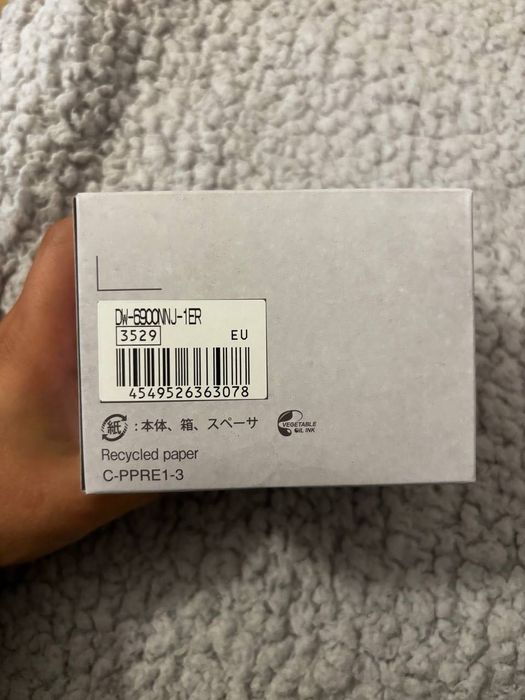 DW-6900NNJ-1ER
3529 EU
4549526363078
紙 : 本体、箱、スペーサ
VEGETABLE
OIL INK
Recycled paper
C-PPRE1-3